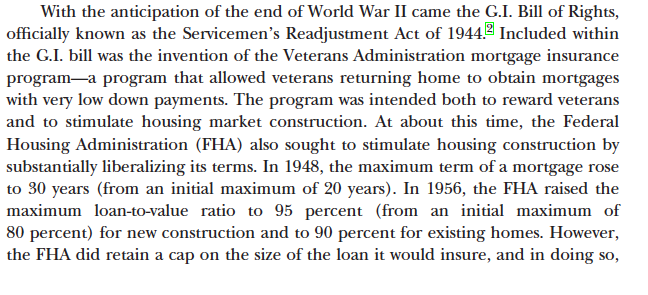 With the anticipation of the end of World War II came the G.I. Bill of Rights,
officially known as the Servicemen's Readjustment Act of 1944.2 Included within
the G.I. bill was the invention of the Veterans Administration mortgage insurance
program—a program that allowed veterans returning home to obtain mortgages
with very low down payments. The program was intended both to reward veterans
and to stimulate housing market construction. At about this time, the Federal
Housing Administration (FHA) also sought to stimulate housing construction by
substantially liberalizing its terms. In 1948, the maximum term of a mortgage rose
to 30 years (from an initial maximum of 20 years). In 1956, the FHA raised the
maximum loan-to-value ratio to 95 percent (from an initial maximum of
80 percent) for new construction and to 90 percent for existing homes. However,
the FHA did retain a cap on the size of the loan it would insure, and in doing so,